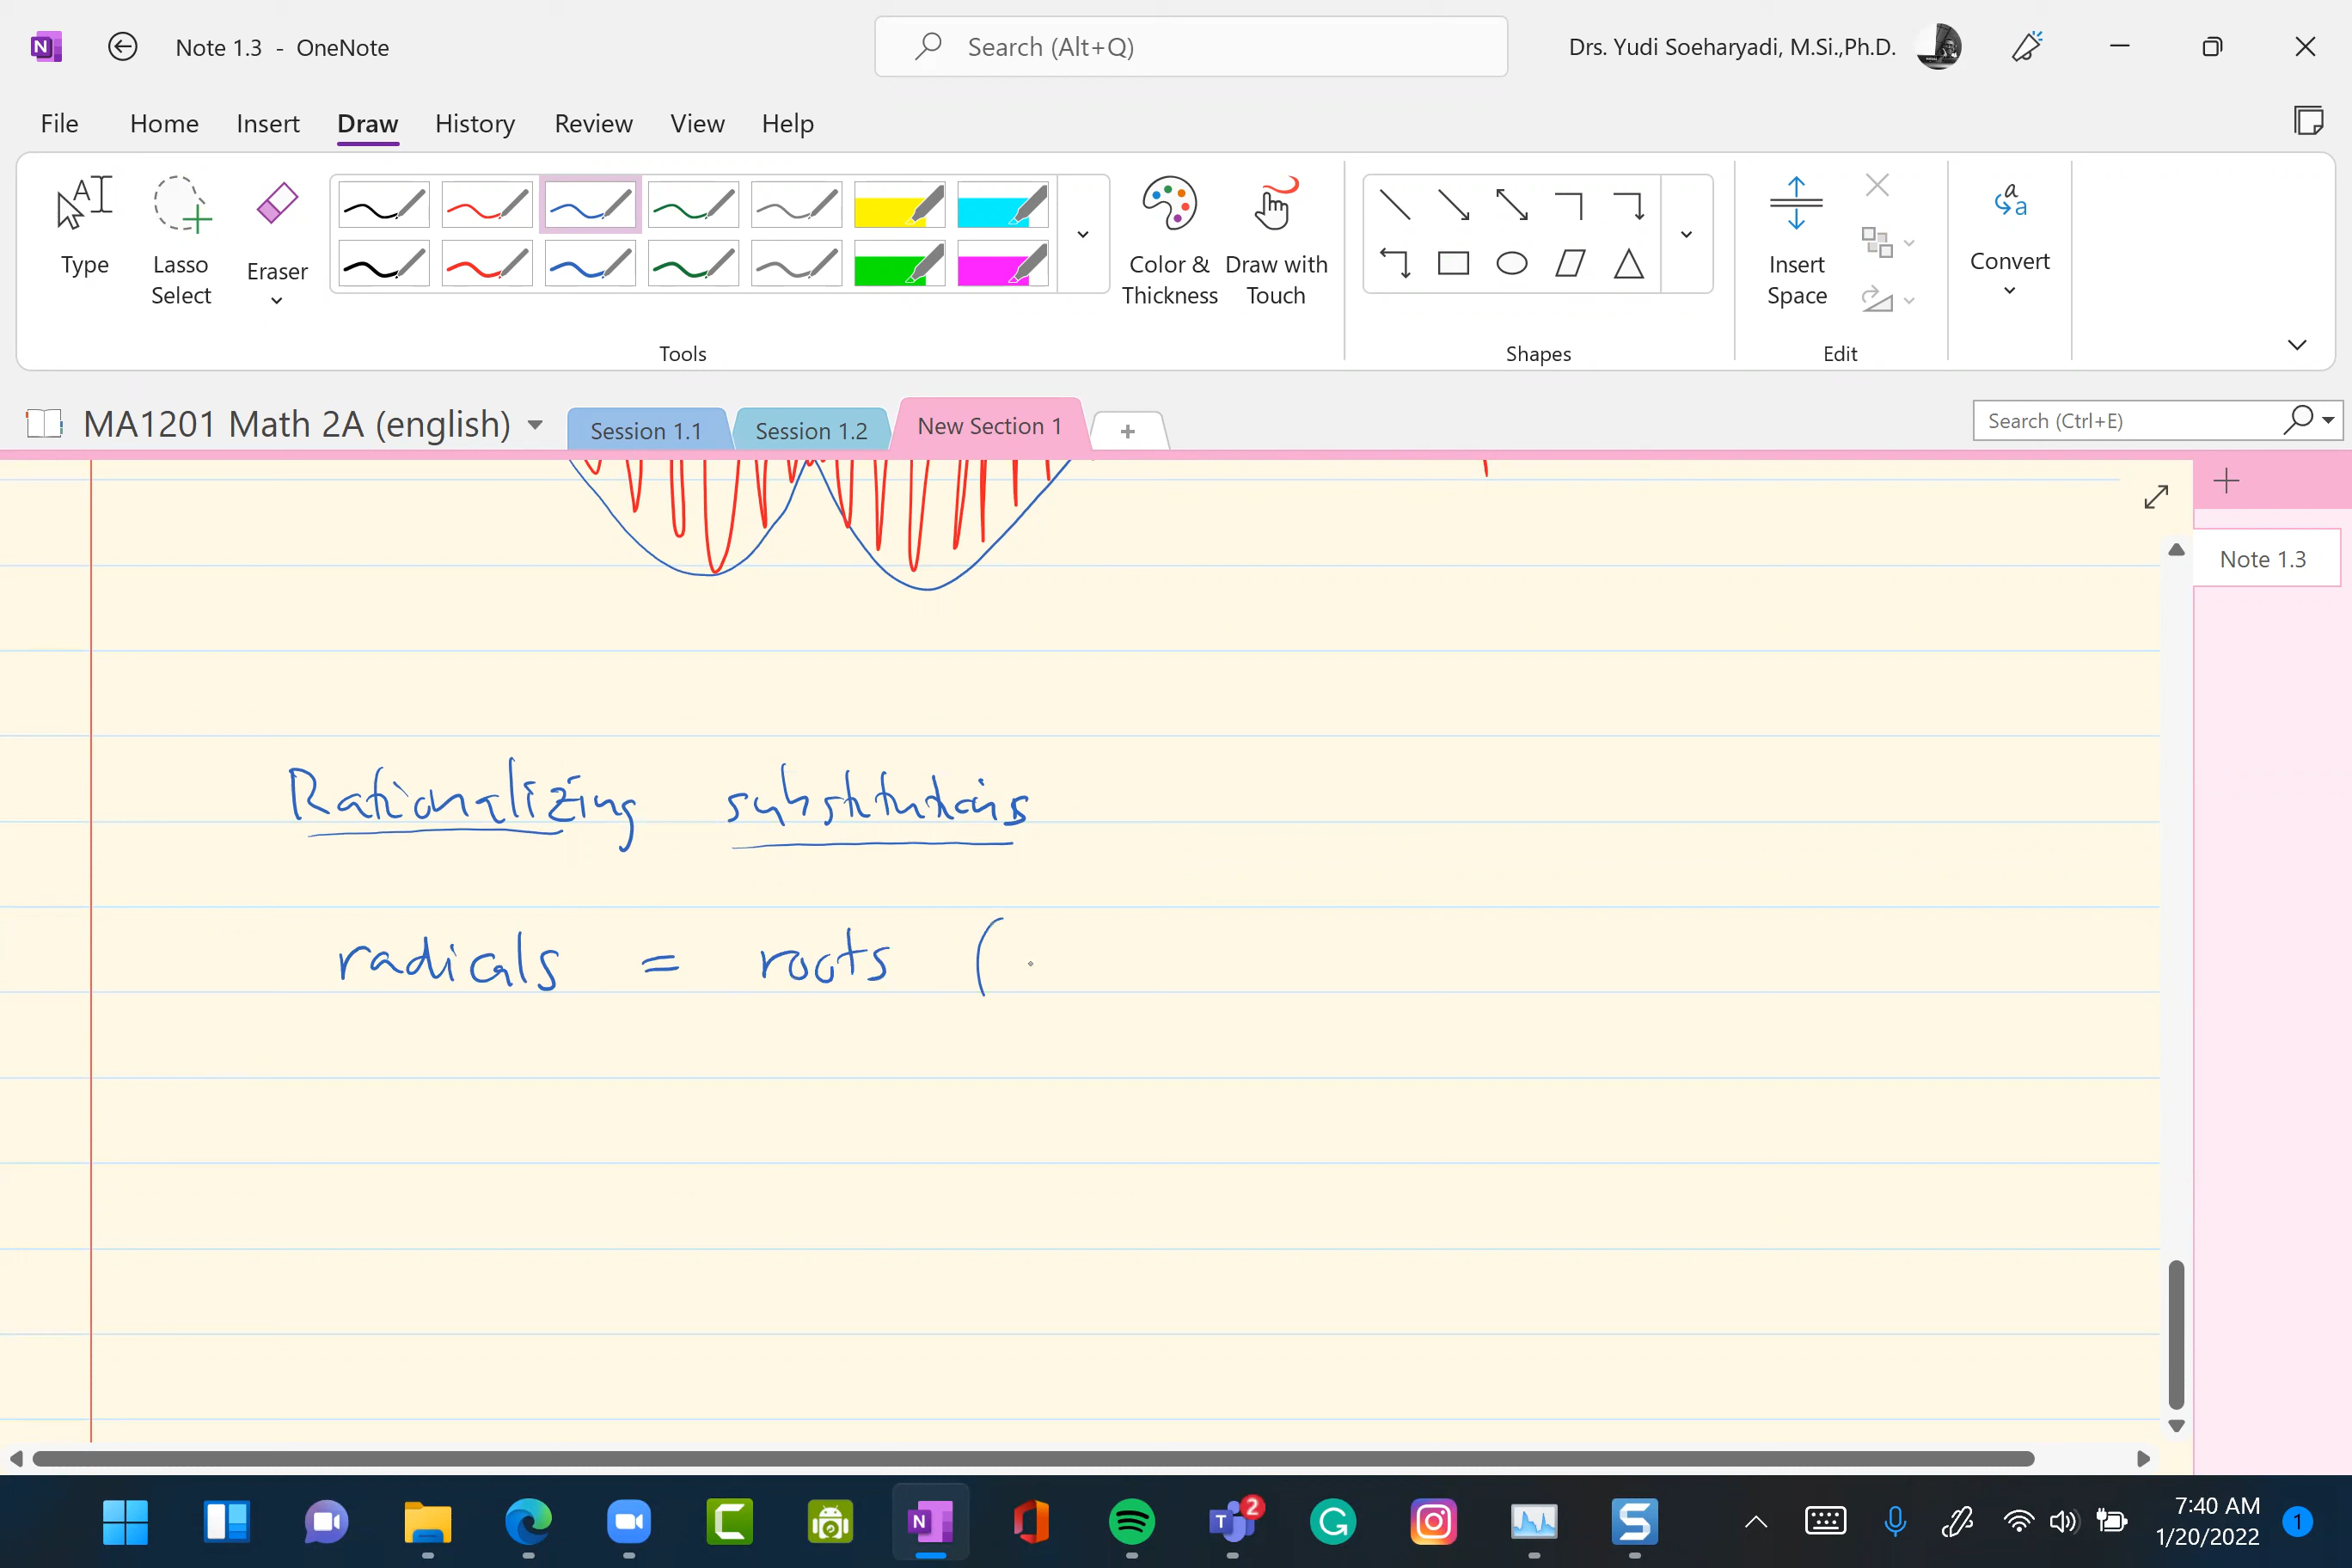 Note 1.3 - OneNote
Search (Alt+Q)
Drs. Yudi Soeharyadi, M.Si.,Ph.D.
File Home Insert Draw History Review View Help
Type
Lasso Select
Eraser
Color & Thickness
Draw with Touch
Insert Space
Convert
Tools
Shapes
Edit
MA1201 Math 2A (english)
Session 1.1
Session 1.2
New Section 1
Search (Ctrl+E)
Note 1.3
Rationalizing substitutions
radicals = roots (
2
7:40 AM
1/20/2022
1